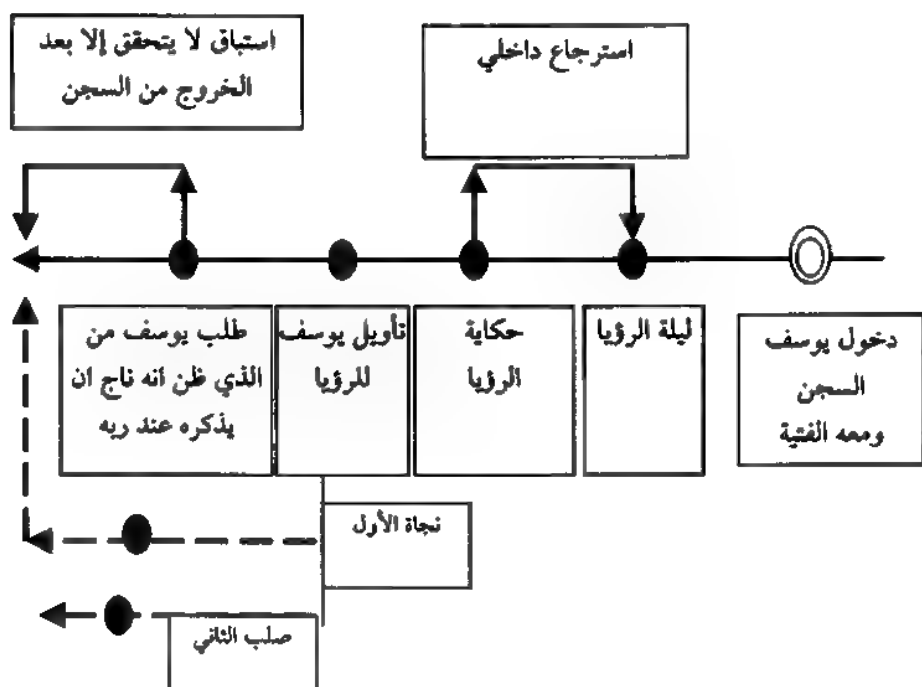 استرجاع داخلي
استباق لا يتحقق إلا بعد
الخروج من السجن
دخول يوسف
السجن
ومعه الفتية
ليلة الرؤيا
حكاية
الرؤيا
تأويل يوسف
للرؤيا
طلب يوسف من
الذي ظن أنه ناج ان
يذكره عند ربه
نجاة الأول
صلب الثاني